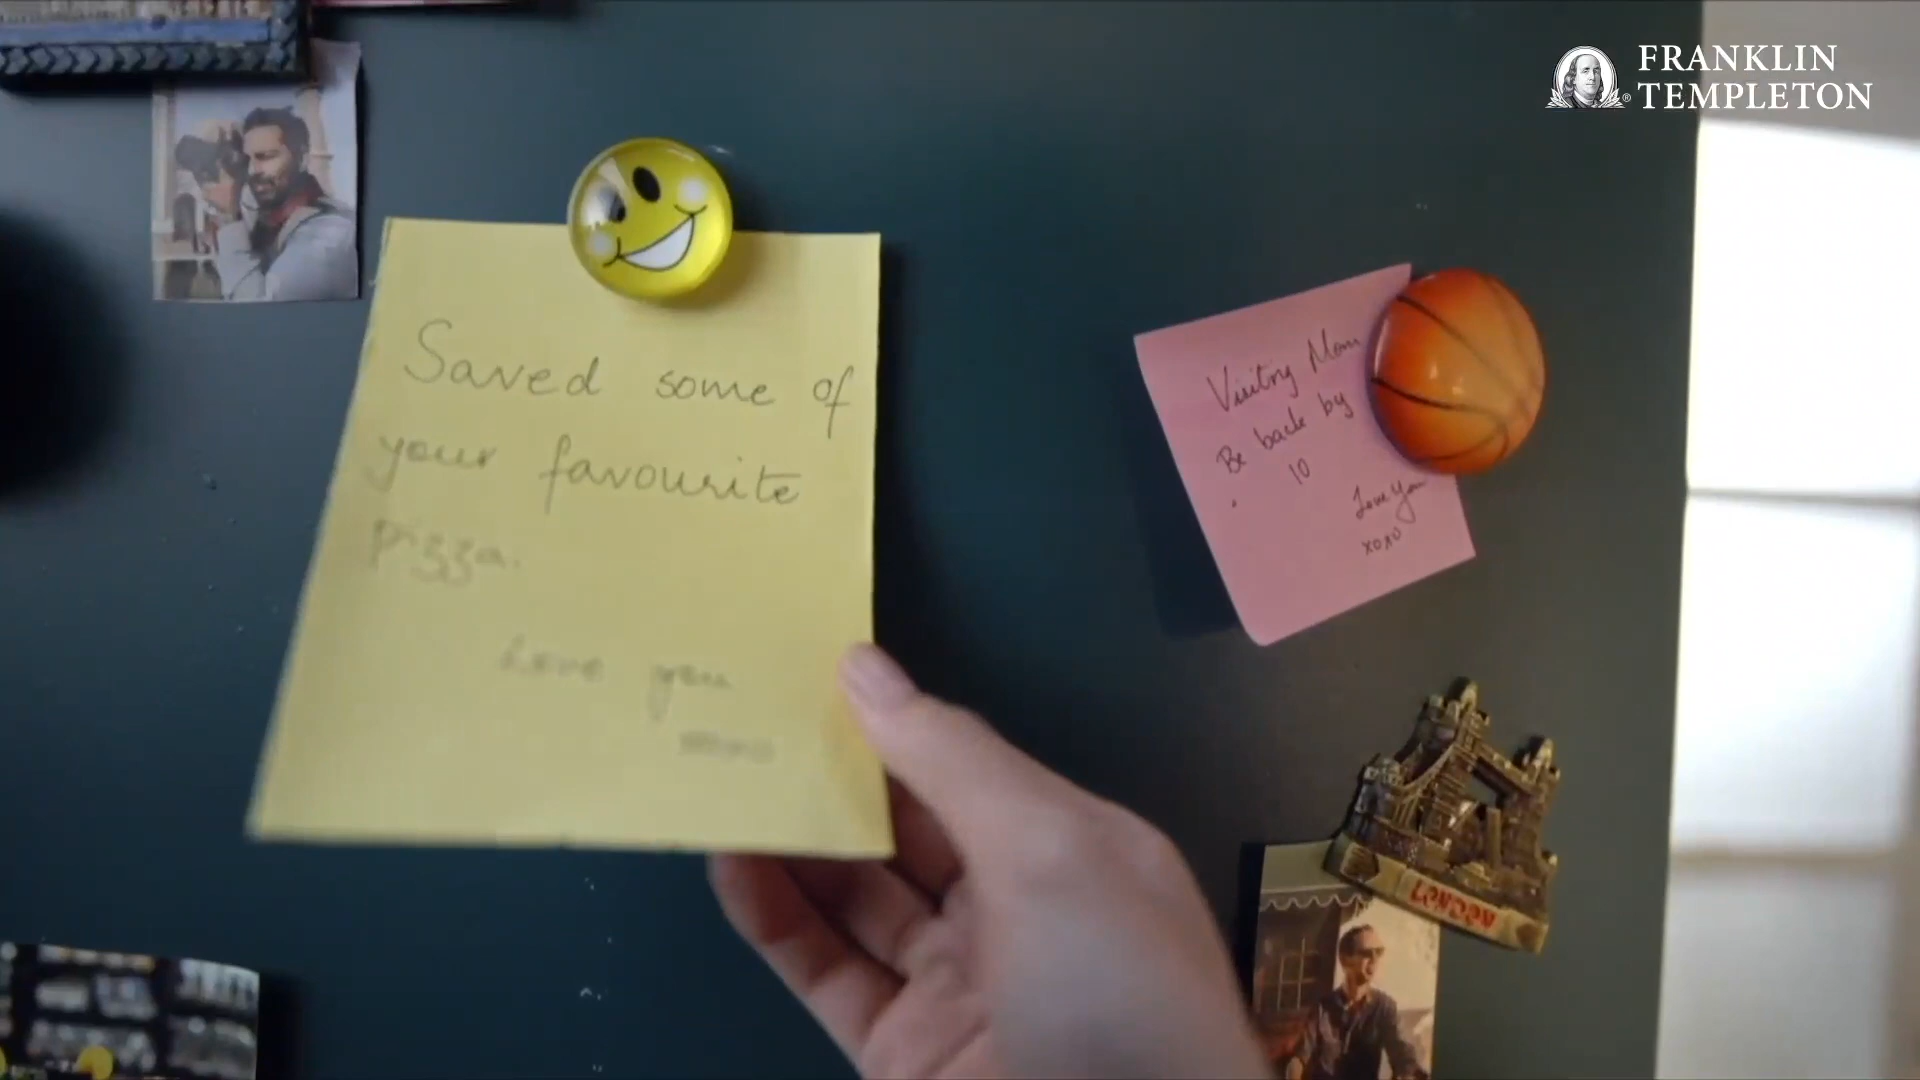 FRANKLIN
TEMPLETON
Saved some of
your favourite
pizza.
Love you
xoxo
Visiting Mom
Be back by
10
Love You
xoxo
LONDON